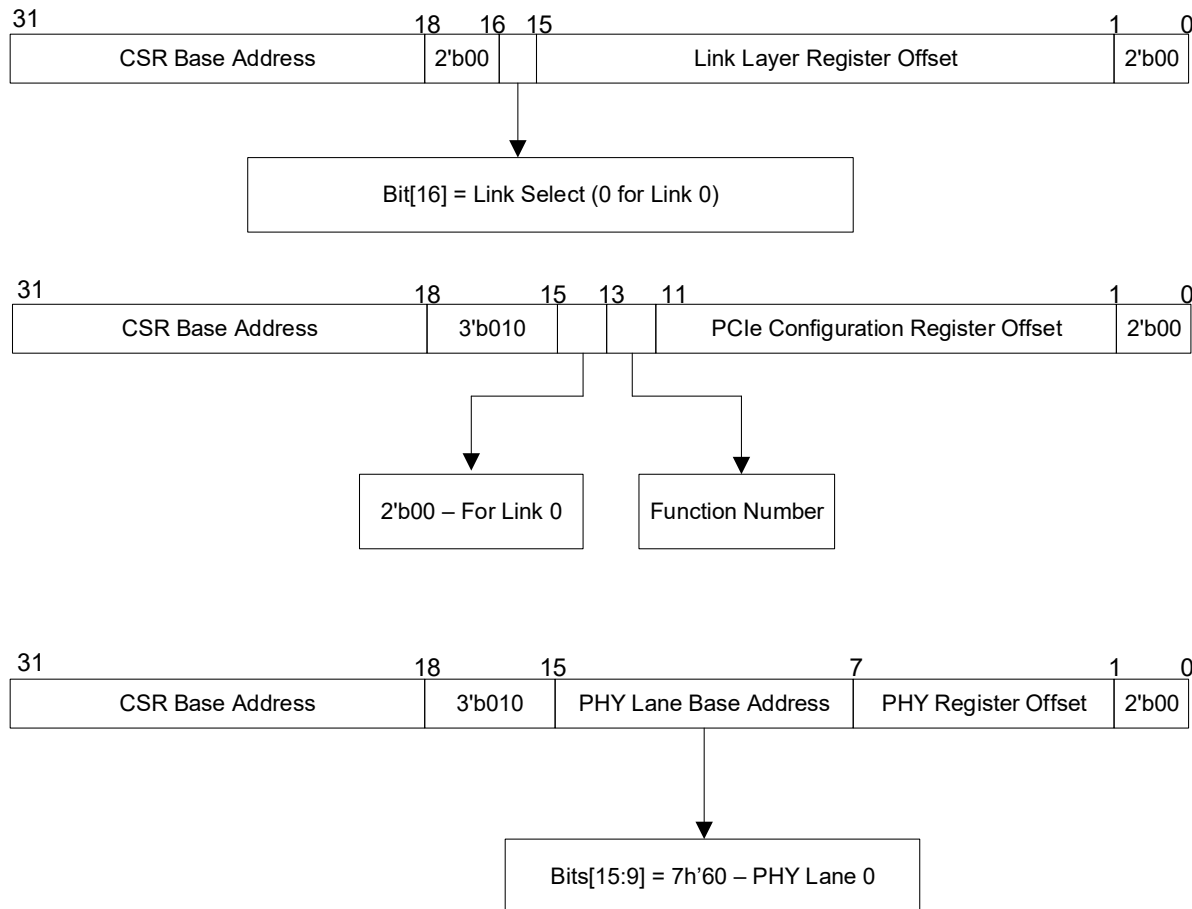 31 18 16 15 1 0
CSR Base Address 2'b00 Link Layer Register Offset 2'b00
Bit[16] = Link Select (0 for Link 0)
31 18 15 13 11 1 0
CSR Base Address 3'b010 PCIe Configuration Register Offset 2'b00
2'b00 – For Link 0 Function Number
31 18 15 7 1 0
CSR Base Address 3'b010 PHY Lane Base Address PHY Register Offset 2'b00
Bits[15:9] = 7h’60 – PHY Lane 0